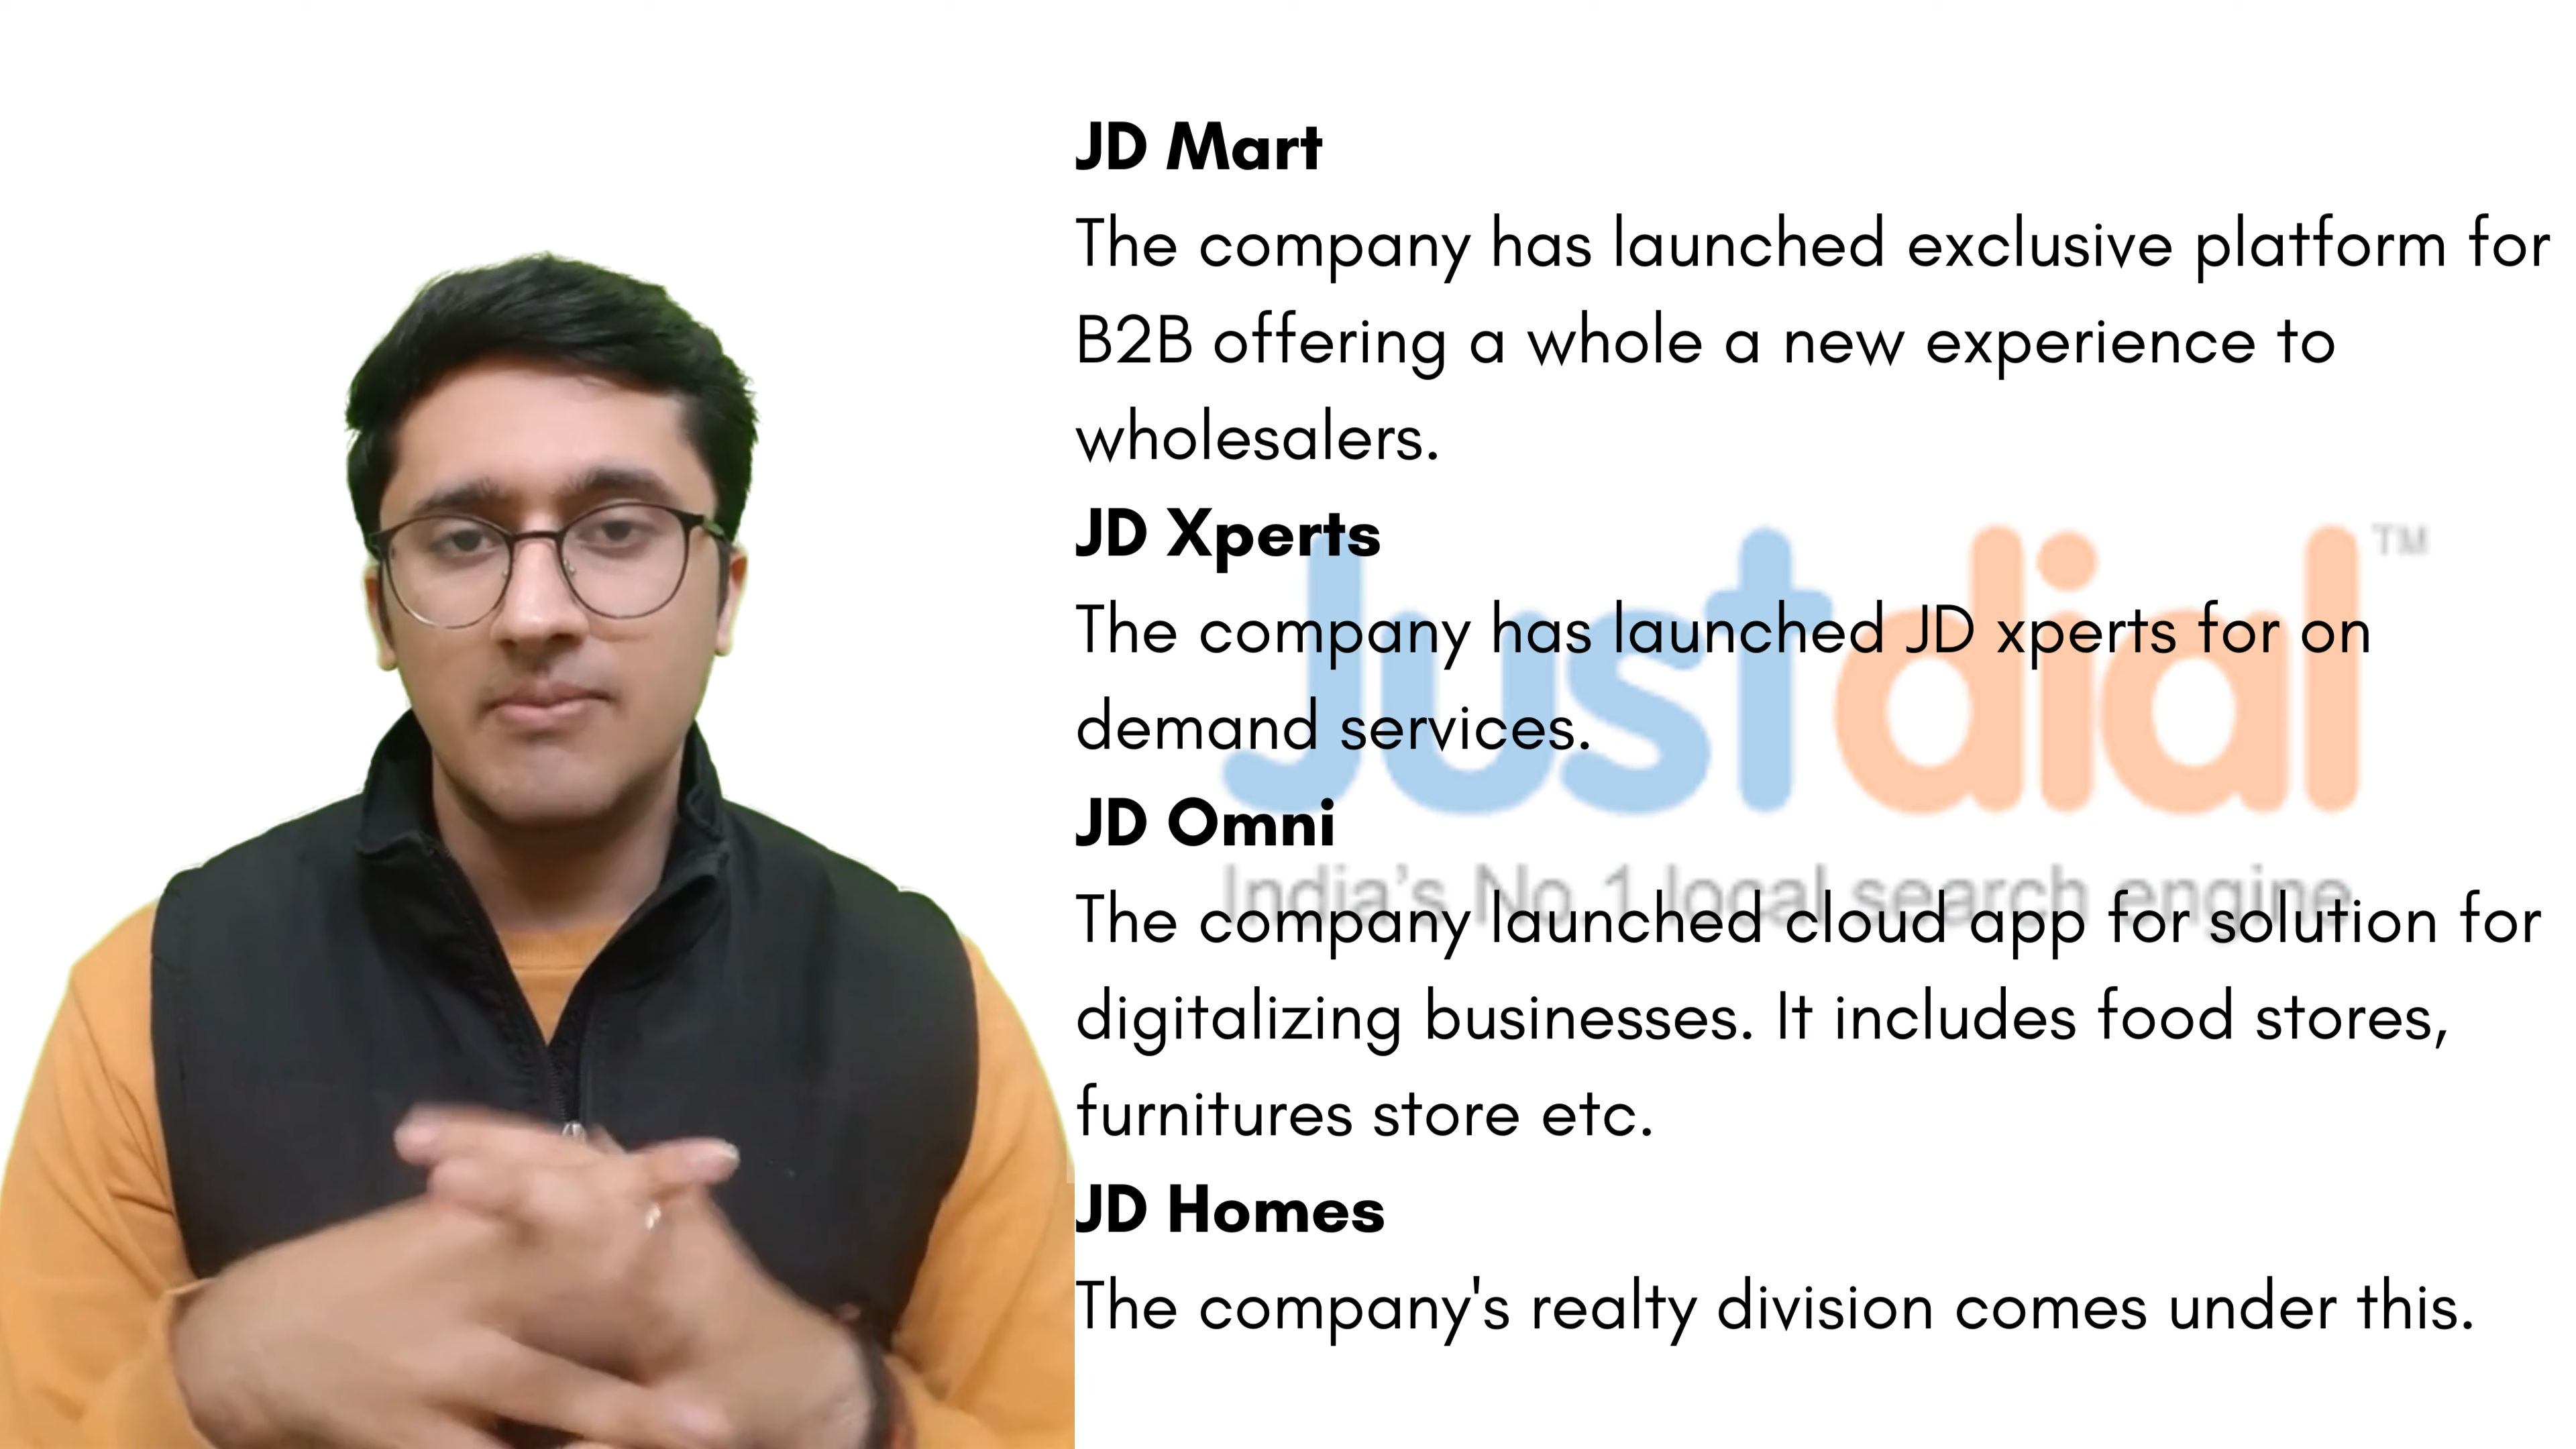 JD Mart
The company has launched exclusive platform for
B2B offering a whole a new experience to
wholesalers.
JD Xperts
The company has launched JD xperts for on
demand services.
JD Omni
The company launched cloud app for solution for
digitalizing businesses. It includes food stores,
furnitures store etc.
JD Homes
The company's realty division comes under this.
Justdial TM
India's No. 1 local search engine